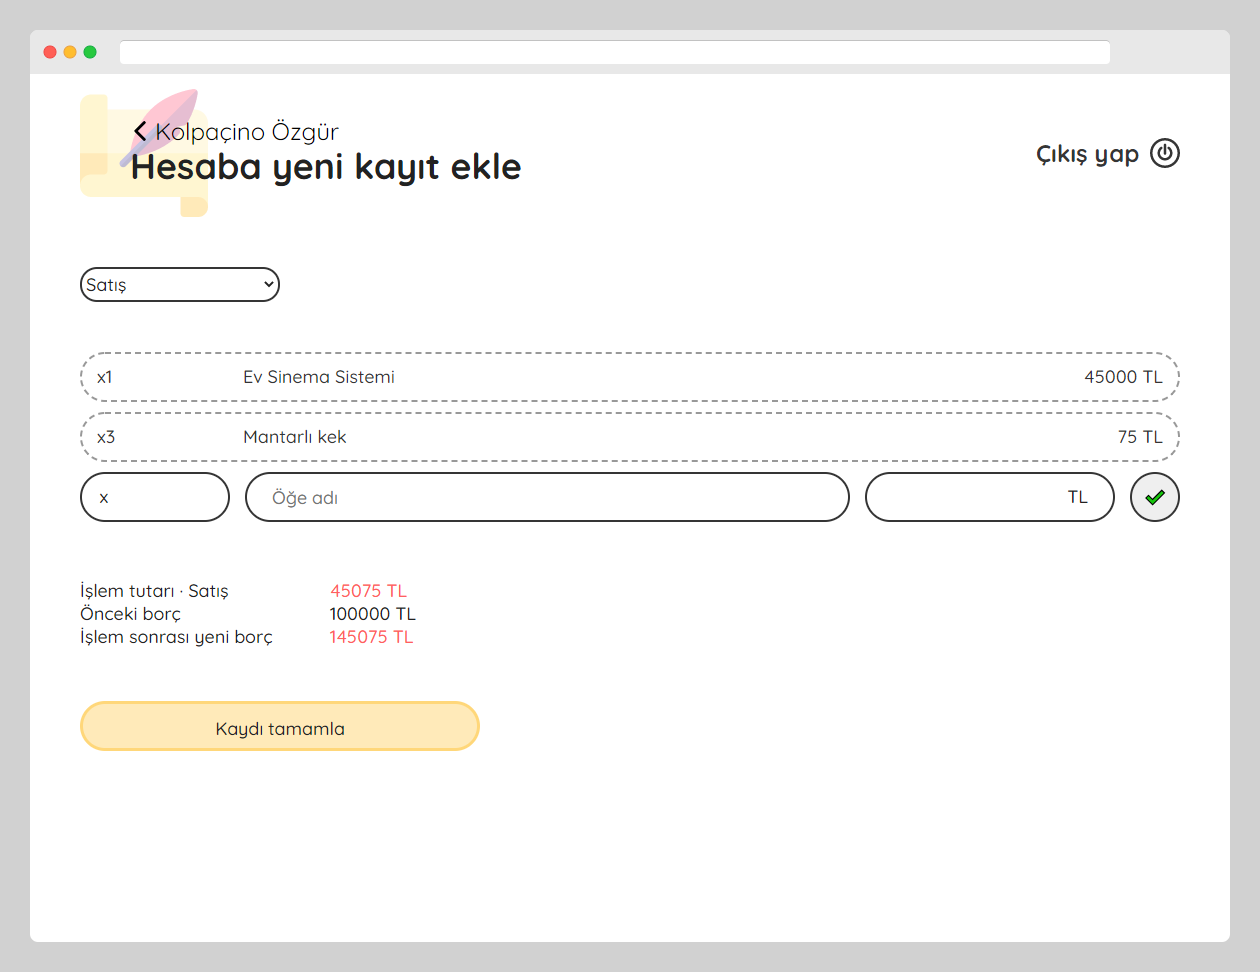 Kolpaçino Özgür
Hesaba yeni kayıt ekle
Çıkış yap
Satış
x1 Ev Sinema Sistemi 45000 TL
x3 Mantarlı kek 75 TL
x Öğe adı TL
İşlem tutarı · Satış 45075 TL
Önceki borç 100000 TL
İşlem sonrası yeni borç 145075 TL
Kaydı tamamla